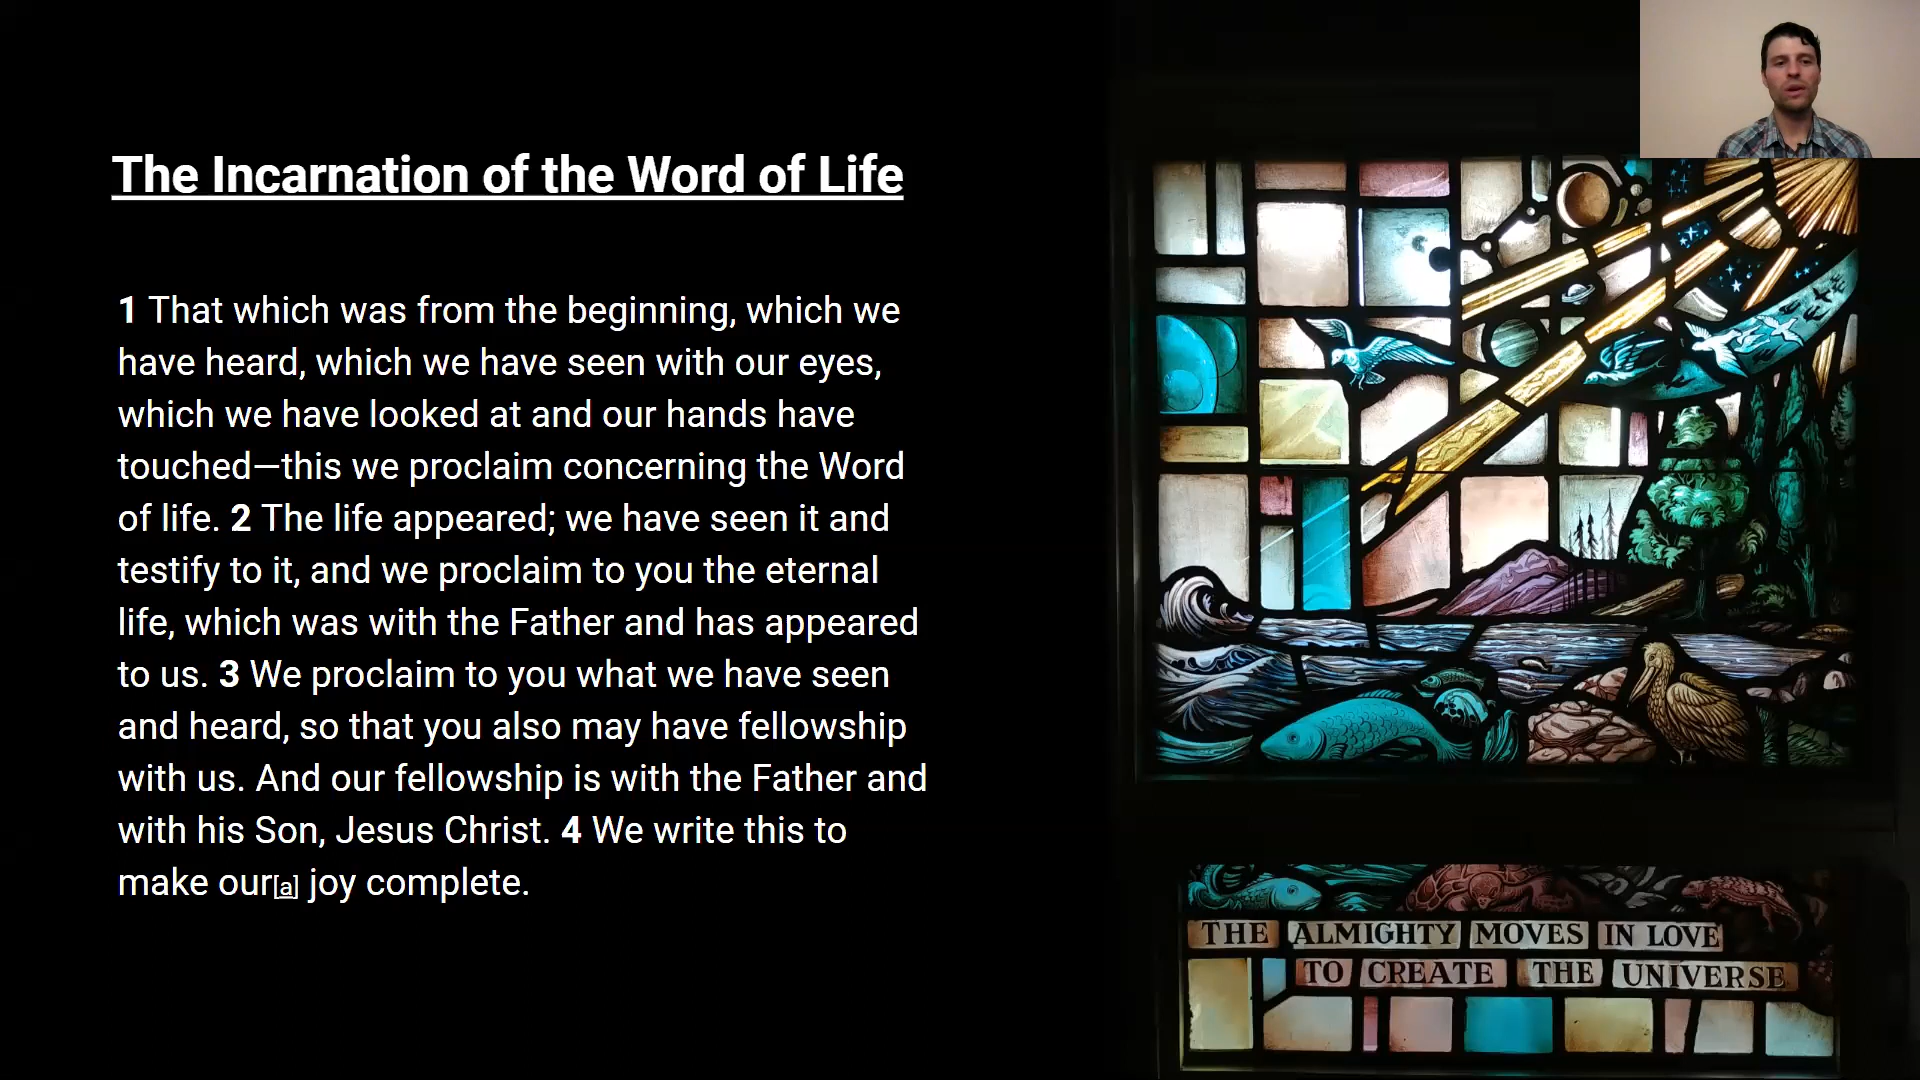 The Incarnation of the Word of Life
1 That which was from the beginning, which we
have heard, which we have seen with our eyes,
which we have looked at and our hands have
touched—this we proclaim concerning the Word
of life. 2 The life appeared; we have seen it and
testify to it, and we proclaim to you the eternal
life, which was with the Father and has appeared
to us. 3 We proclaim to you what we have seen
and heard, so that you also may have fellowship
with us. And our fellowship is with the Father and
with his Son, Jesus Christ. 4 We write this to
make our[a] joy complete.
THE ALMIGHTY MOVES IN LOVE
TO CREATE THE UNIVERSE